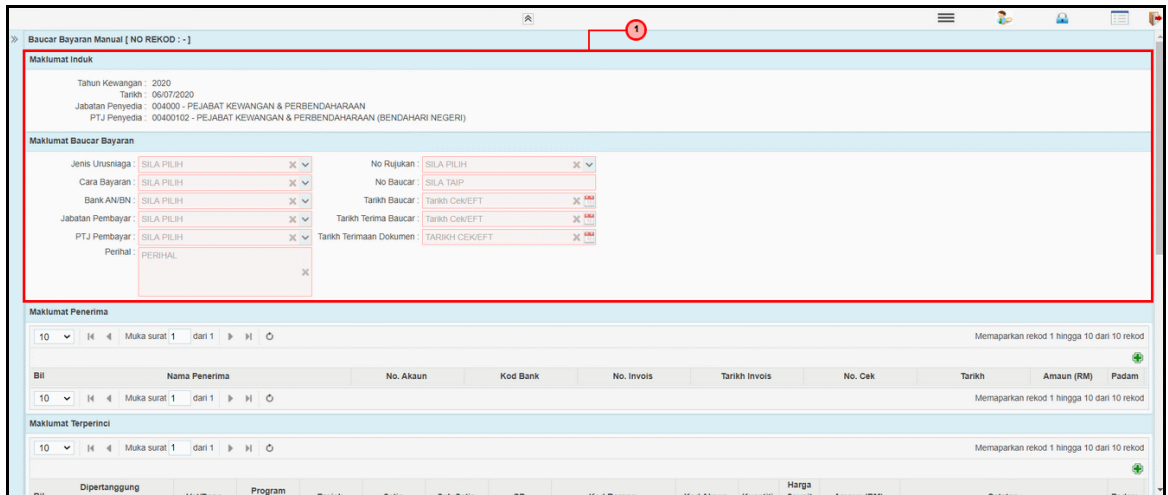 1
Baucar Bayaran Manual [ NO REKOD : - ]
Maklumat Induk
Tahun Kewangan : 2020
Tarikh : 06/07/2020
Jabatan Penyedia : 004000 - PEJABAT KEWANGAN & PERBENDAHARAAN
PTJ Penyedia : 00400102 - PEJABAT KEWANGAN & PERBENDAHARAAN (BENDAHARI NEGERI)
Maklumat Baucar Bayaran
Jenis Urusniaga : SILA PILIH No Rujukan : SILA PILIH
Cara Bayaran : SILA PILIH No Baucar : SILA TAIP
Bank AN/BN : SILA PILIH Tarikh Baucar : Tarikh Cek/EFT
Jabatan Pembayar : SILA PILIH Tarikh Terima Baucar : Tarikh Cek/EFT
PTJ Pembayar : SILA PILIH Tarikh Terimaan Dokumen : TARIKH CEK/EFT
Perihal : PERIHAL
Maklumat Penerima
10 Muka surat 1 dari 1 Memaparkan rekod 1 hingga 10 dari 10 rekod
Bil Nama Penerima No. Akaun Kod Bank No. Invois Tarikh Invois No. Cek Tarikh Amaun (RM) Padam
10 Muka surat 1 dari 1 Memaparkan rekod 1 hingga 10 dari 10 rekod
Maklumat Terperinci
10 Muka surat 1 dari 1 Memaparkan rekod 1 hingga 10 dari 10 rekod
Dipertanggung Program Harga